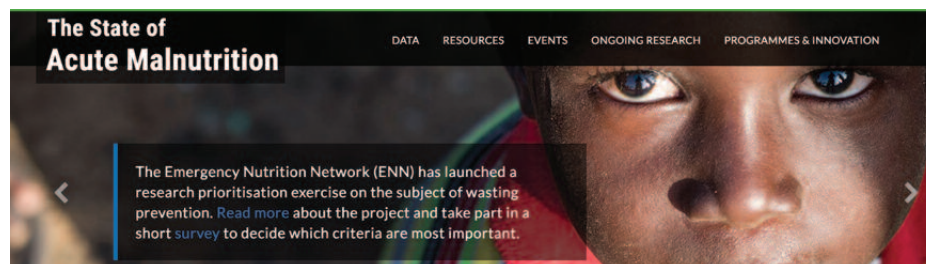 The State of
Acute Malnutrition
DATA RESOURCES EVENTS ONGOING RESEARCH PROGRAMMES & INNOVATION
The Emergency Nutrition Network (ENN) has launched a
research prioritisation exercise on the subject of wasting
prevention. Read more about the project and take part in a
short survey to decide which criteria are most important.